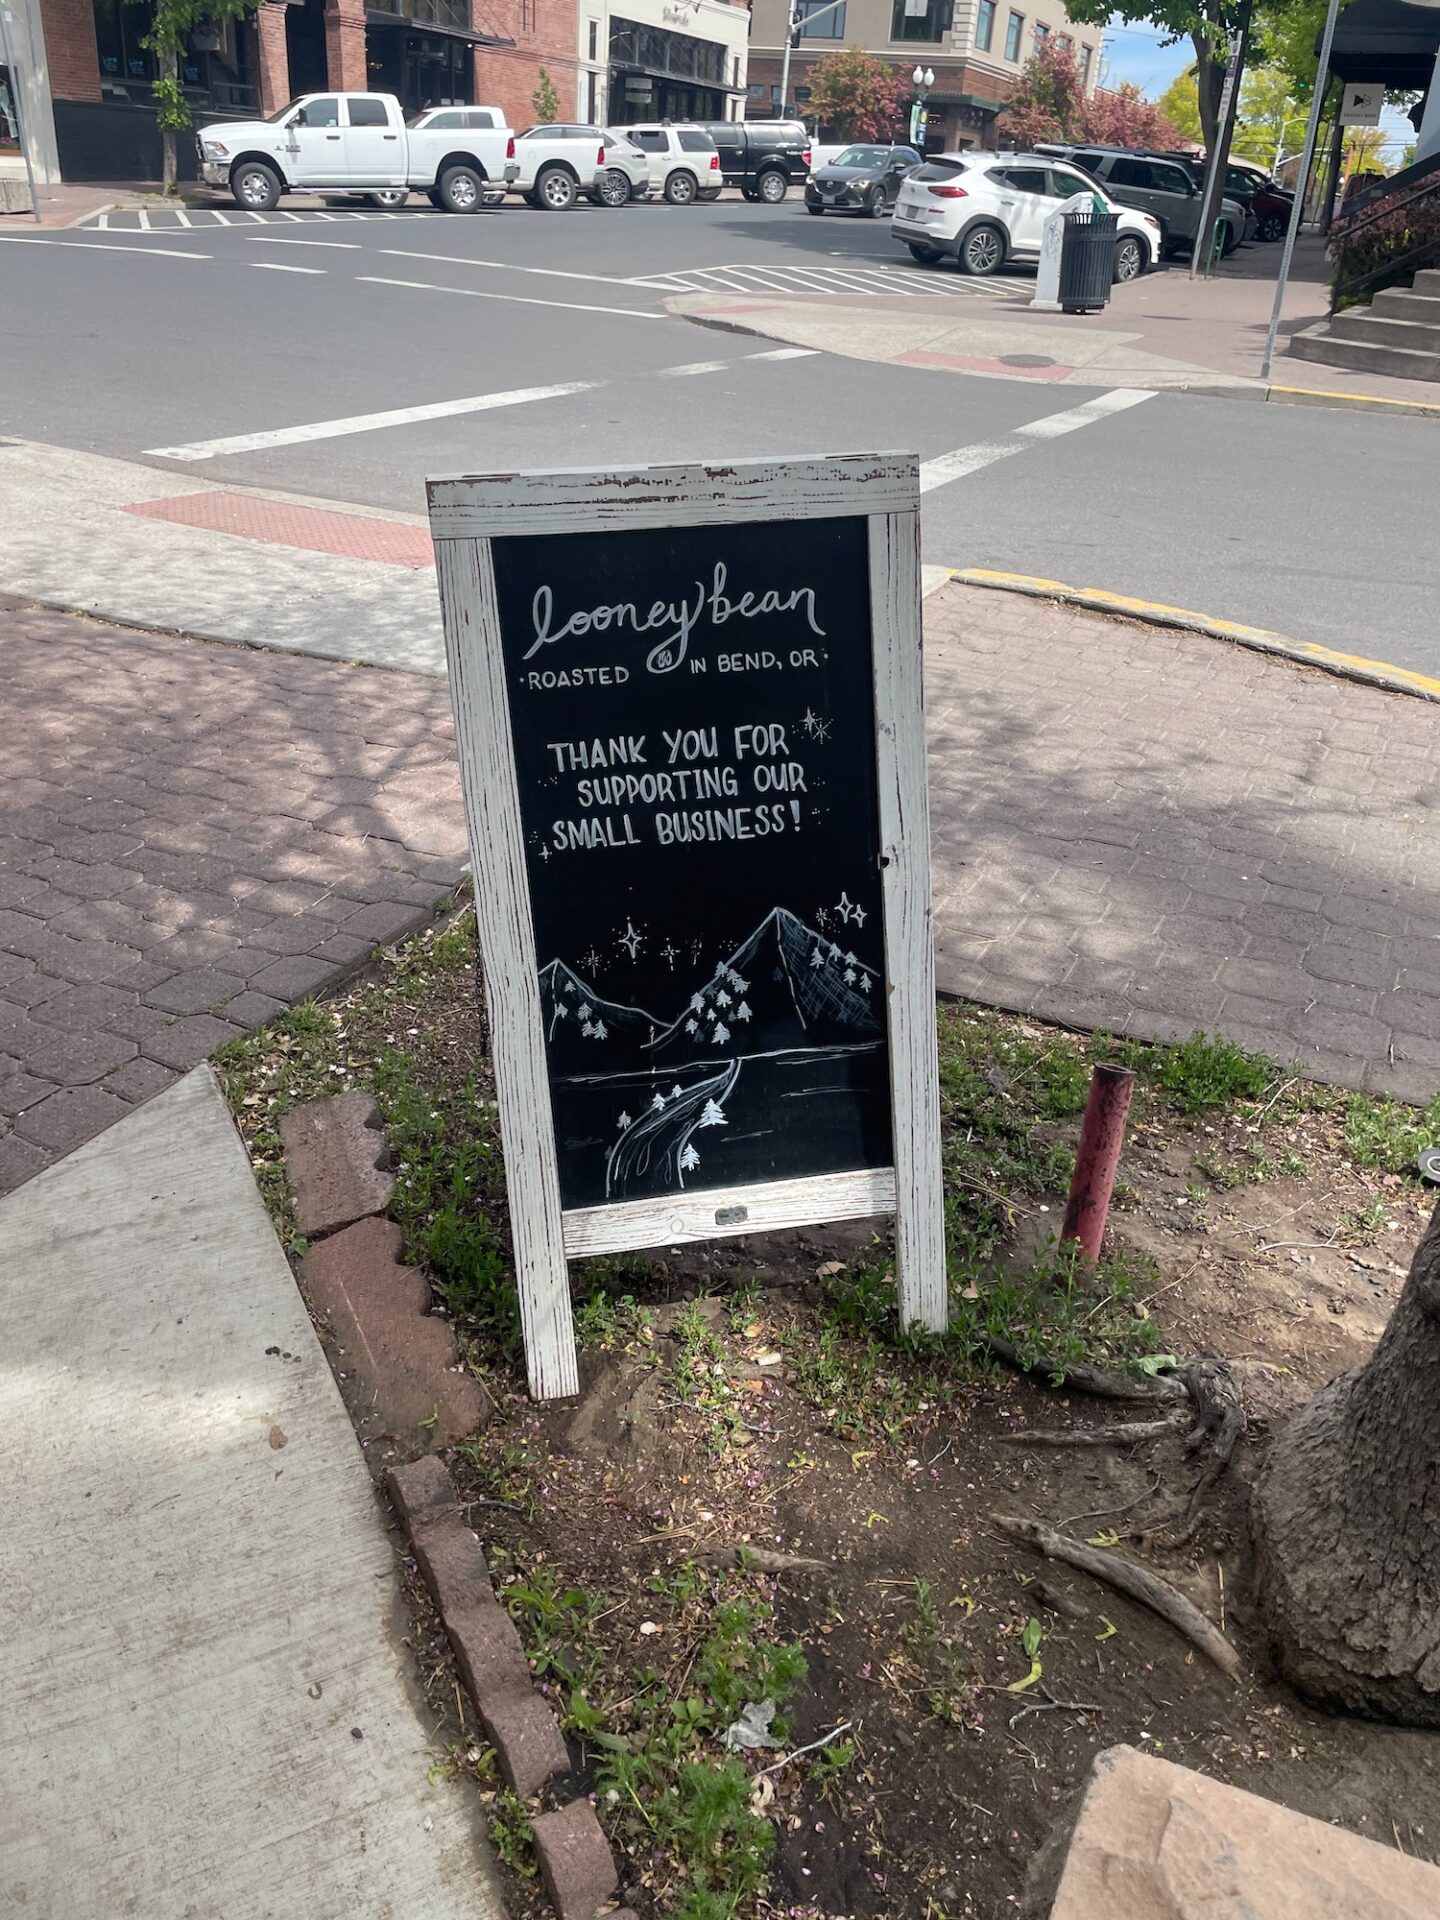 looney bean
·ROASTED IN BEND, OR·
THANK YOU FOR
SUPPORTING OUR
SMALL BUSINESS!